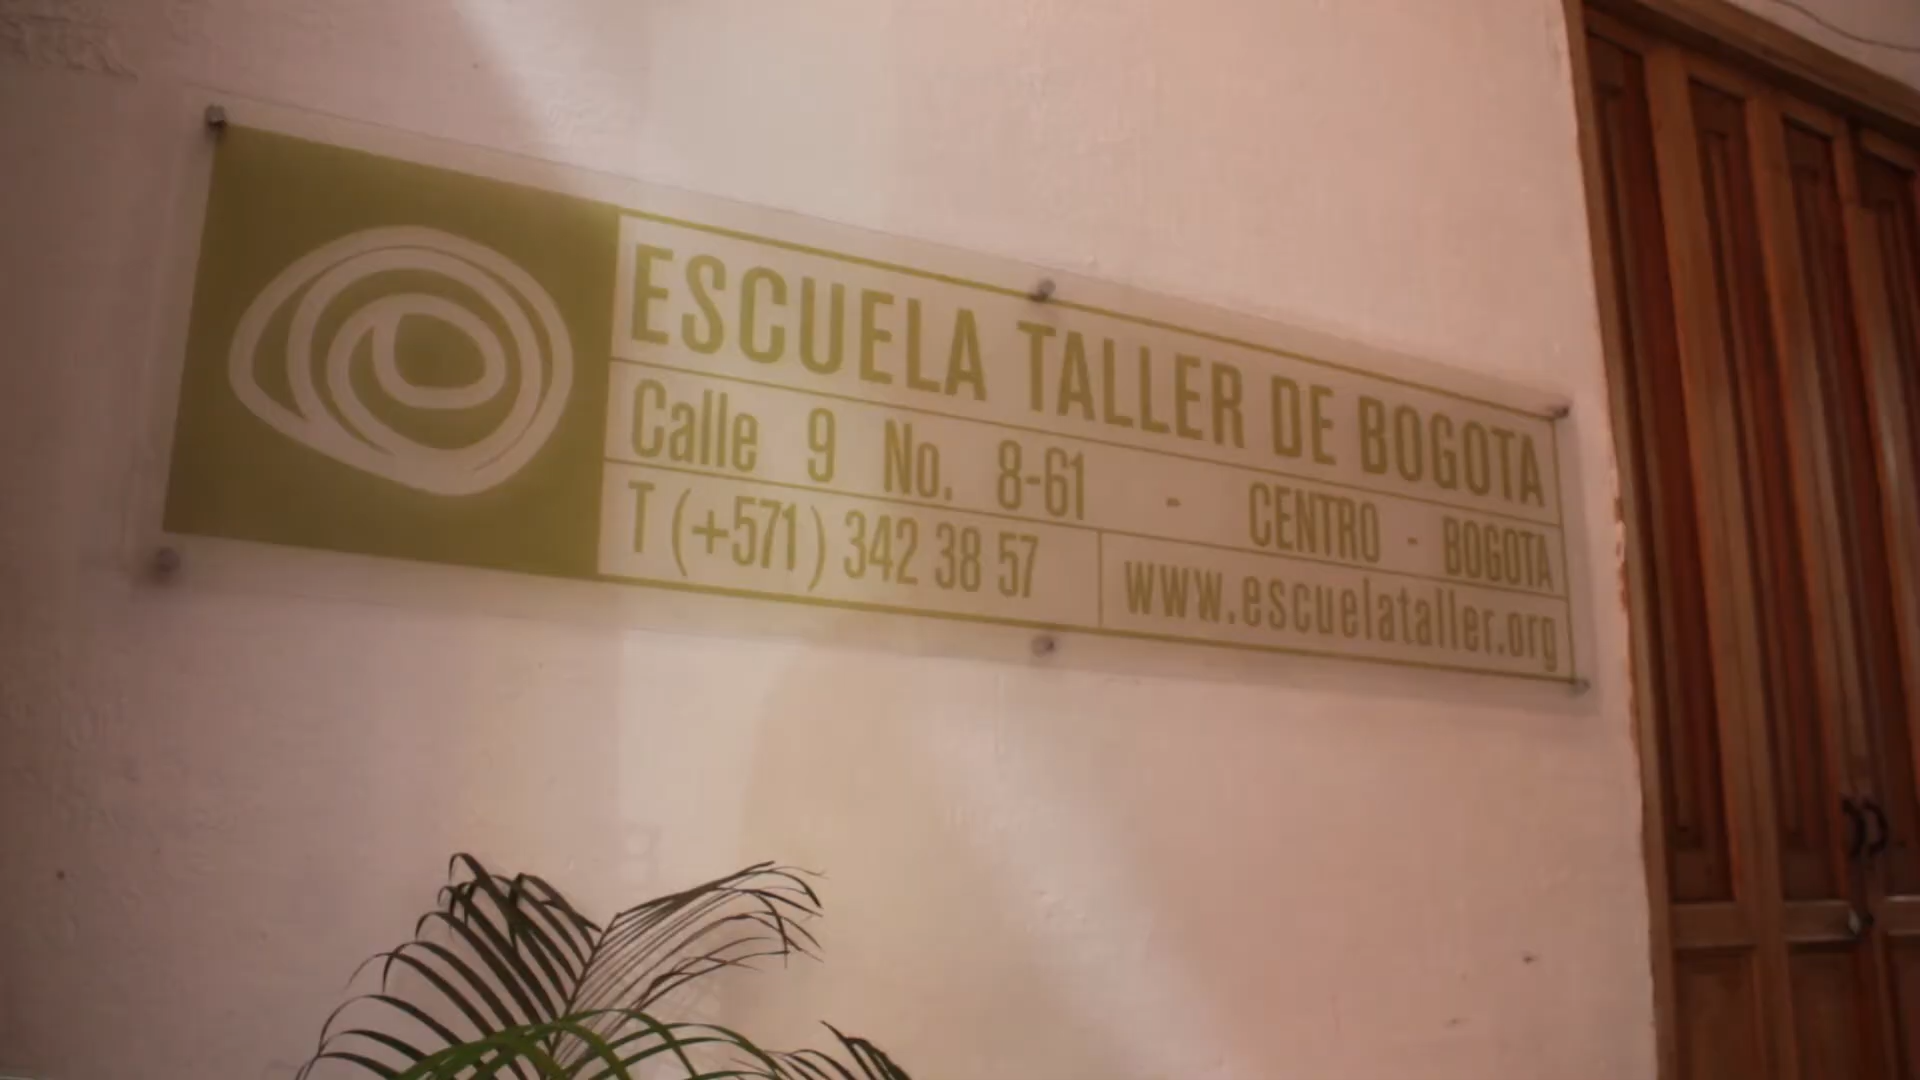 ESCUELA TALLER DE BOGOTA
Calle 9 No. 8-61 - CENTRO - BOGOTA
T (+571) 342 38 57
www.escuelataller.org